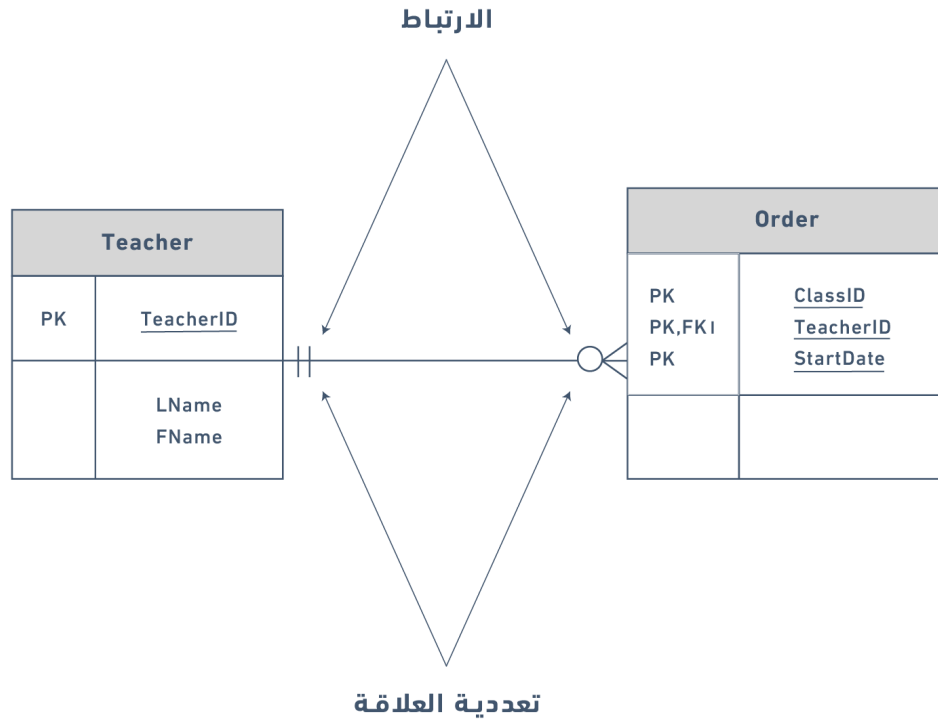 الارتباط
Teacher
PK TeacherID
LName
FName
Order
PK ClassID
PK,FK1 TeacherID
PK StartDate
تعددية العلاقة